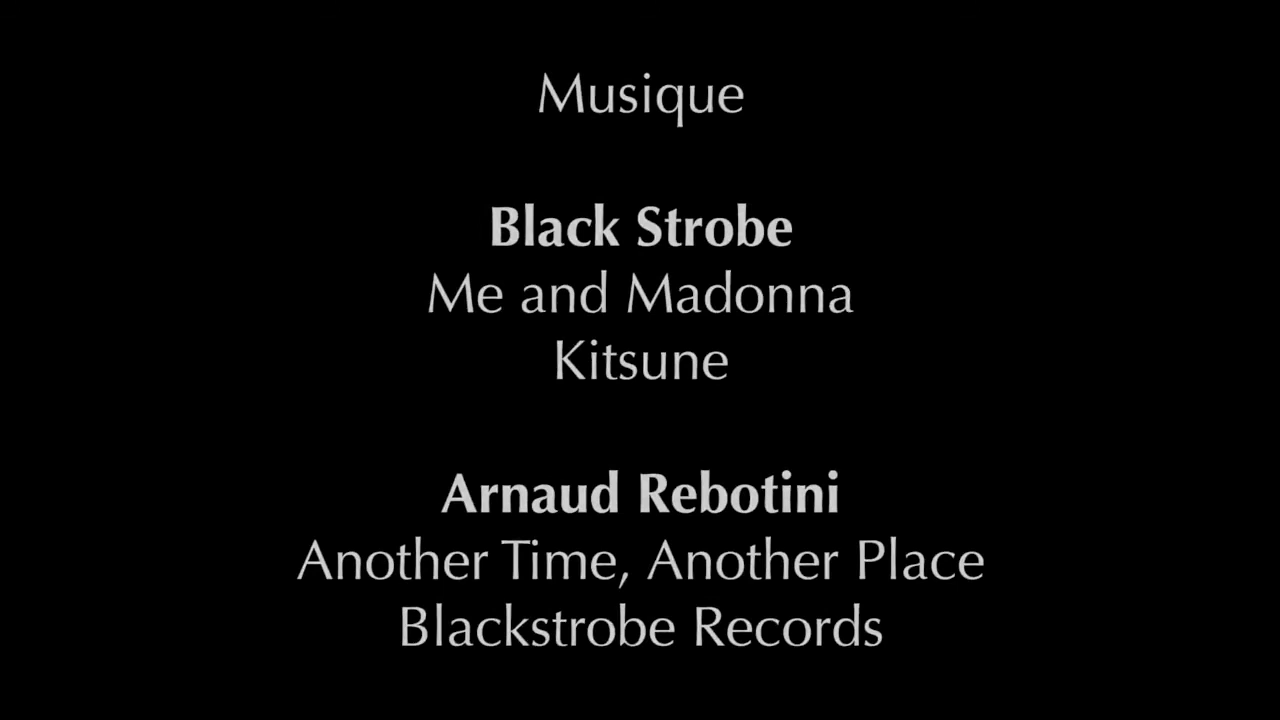 Musique
Black Strobe
Me and Madonna
Kitsune
Arnaud Rebotini
Another Time, Another Place
Blackstrobe Records